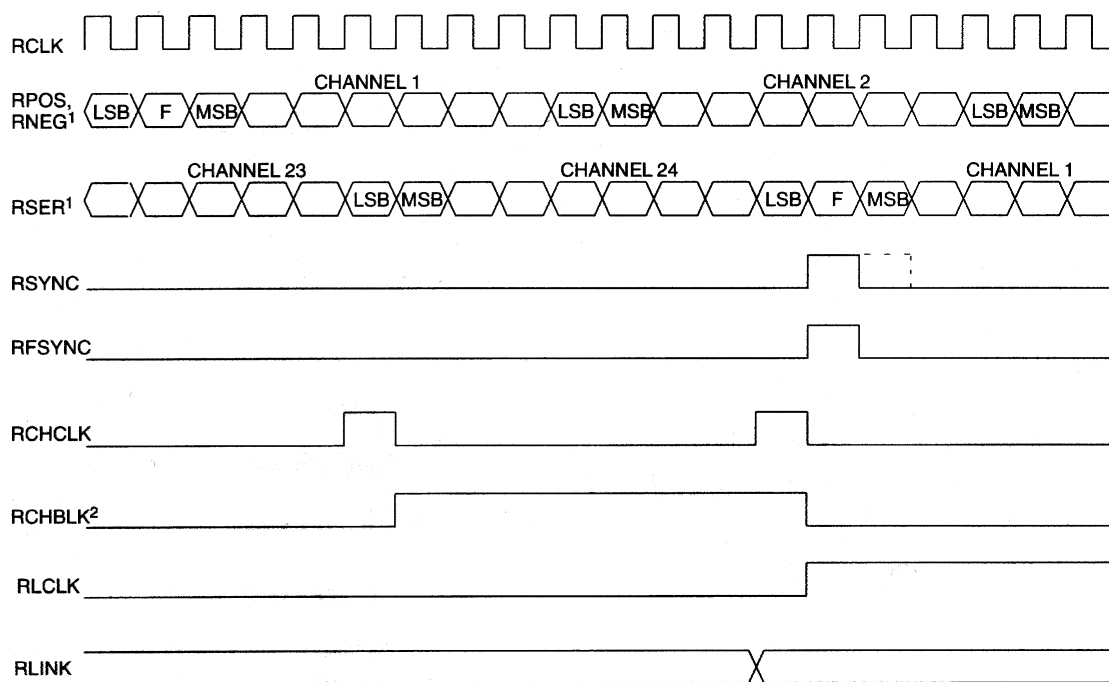 RCLK
CHANNEL 1 CHANNEL 2
RPOS,
RNEG¹ LSB F MSB LSB MSB LSB MSB
CHANNEL 23 CHANNEL 24 CHANNEL 1
RSER¹ LSB MSB LSB F MSB
RSYNC
RFSYNC
RCHCLK
RCHBLK²
RLCLK
RLINK